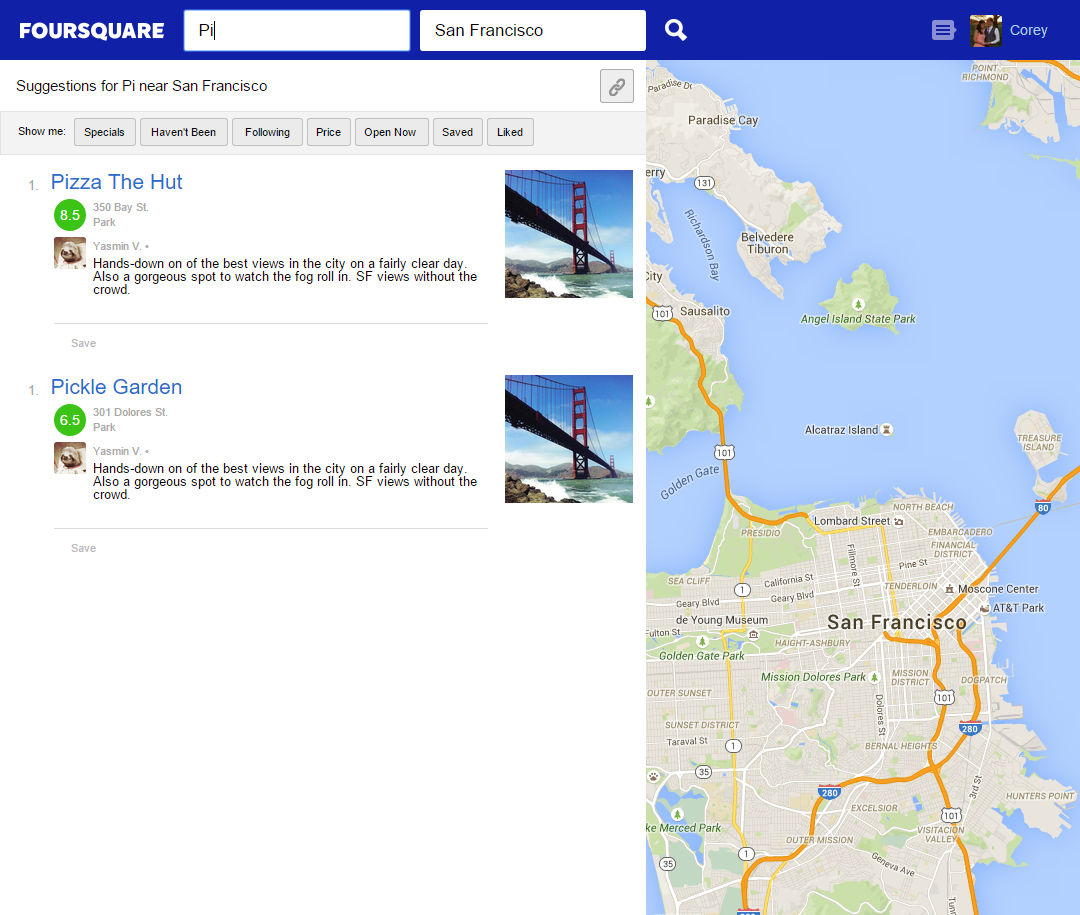 FOURSQUARE
Pi
San Francisco
Corey
Suggestions for Pi near San Francisco
Show me:
Specials
Haven't Been
Following
Price
Open Now
Saved
Liked
1.
Pizza The Hut
8.5
350 Bay St.
Park
Yasmin V. •
Hands-down on of the best views in the city on a fairly clear day.
Also a gorgeous spot to watch the fog roll in. SF views without the
crowd.
Save
1.
Pickle Garden
6.5
301 Dolores St.
Park
Yasmin V. •
Hands-down on of the best views in the city on a fairly clear day.
Also a gorgeous spot to watch the fog roll in. SF views without the
crowd.
Save
POINT
RICHMOND
Paradise Dr
Paradise Cay
erry
131
Richardson Bay
Belvedere
Tiburon
City
101
Sausalito
Angel Island State Park
Alcatraz Island
TREASURE
ISLAND
101
Golden Gate
80
NORTH BEACH
Lombard Street
PRESIDIO
EMBARCADERO
FINANCIAL
DISTRICT
Fillmore St
Pine St
SEA CLIFF
California St
TENDERLOIN
1
Geary Blvd
Geary Blvd
Moscone Center
AT&T Park
de Young Museum
San Francisco
Fulton St
HAIGHT-ASHBURY
Golden Gate Park
Mission Dolores Park
MISSION
DISTRICT
DOGPATCH
OUTER SUNSET
Dolores St
101
SUNSET DISTRICT
280
Taraval St
1
BERNAL HEIGHTS
35
3rd St
280
HUNTERS POINT
EXCELSIOR
101
ke Merced Park
VISITACION
VALLEY
OUTER MISSION
1
Geneva Ave
35